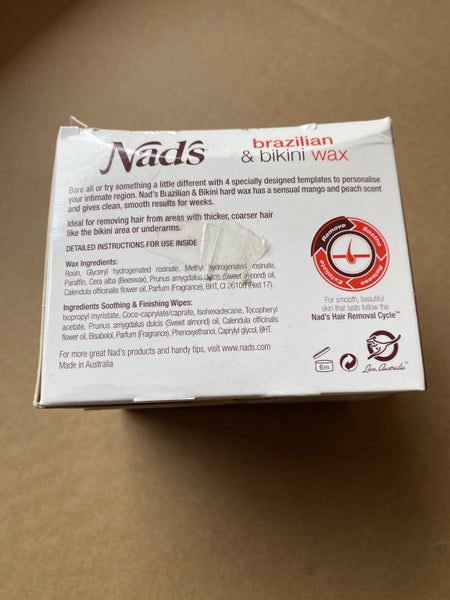 Nad's
brazilian
& bikini wax
Bare all or try something a little different with 4 specially designed templates to personalise
your intimate region. Nad's Brazilian & Bikini hard wax has a sensual mango and peach scent
and gives clean, smooth results for weeks.
Ideal for removing hair from areas with thicker, coarser hair
like the bikini area or underarms.
DETAILED INSTRUCTIONS FOR USE INSIDE
Wax Ingredients:
Resin, Glyceryl hydrogenated rosinate, Methyl hydrogenated rosinate,
Paraffin, Cera alba (Beeswax), Prunus amygdalus dulcis (Sweet almond) oil,
Calendula officinalis flower oil, Parfum (Fragrance), BHT, CI 26100 (Red 17).
Ingredients Soothing & Finishing Wipes:
Isopropyl myristate, Coco-caprylate/caprate, Isohexadecane, Tocopheryl
acetate, Prunus amygdalus dulcis (Sweet almond) oil, Calendula officinalis
flower oil, Bisabolol, Parfum (Fragrance), Phenoxyethanol, Caprylyl glycol, BHT.
For more great Nad's products and handy tips, visit www.nads.com
Made in Australia
Remove
Soothe
Release
Exfoliate
For smooth, beautiful
skin that lasts follow the
Nad's Hair Removal Cycle™
6m
Love, Australia